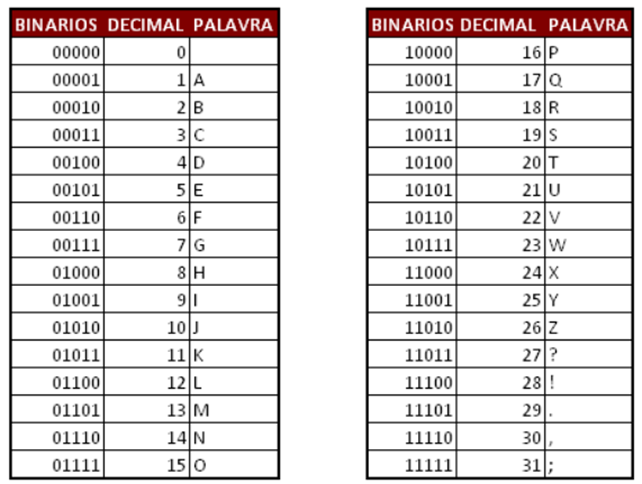 BINARIOS DECIMAL PALAVRA
00000 0
00001 1 A
00010 2 B
00011 3 C
00100 4 D
00101 5 E
00110 6 F
00111 7 G
01000 8 H
01001 9 I
01010 10 J
01011 11 K
01100 12 L
01101 13 M
01110 14 N
01111 15 O
BINARIOS DECIMAL PALAVRA
10000 16 P
10001 17 Q
10010 18 R
10011 19 S
10100 20 T
10101 21 U
10110 22 V
10111 23 W
11000 24 X
11001 25 Y
11010 26 Z
11011 27 ?
11100 28 !
11101 29 .
11110 30 ,
11111 31 ;